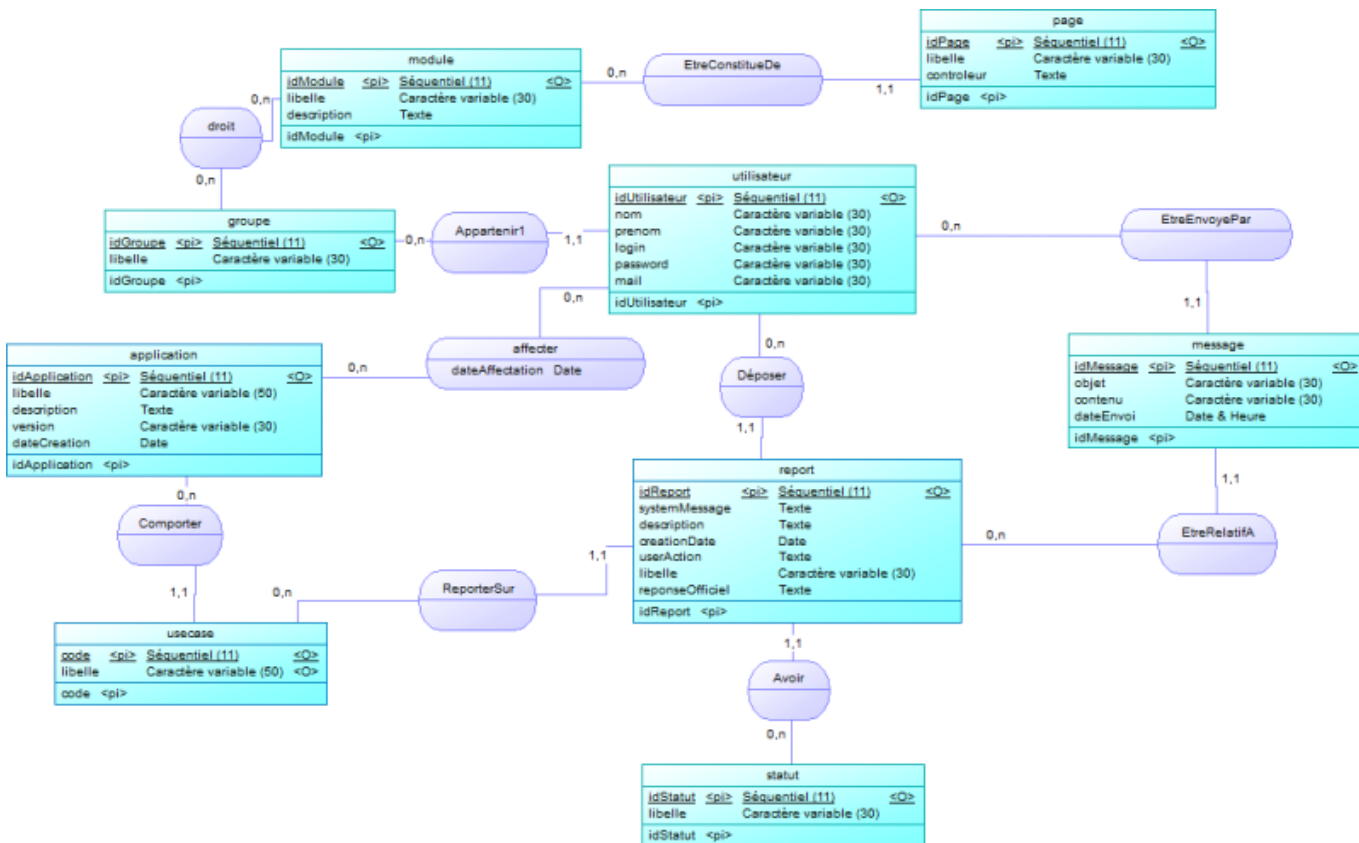 page
idPage <pi> Séquentiel (11) <O>
libelle Caractère variable (30)
controleur Texte
idPage <pi>
module
idModule <pi> Séquentiel (11) <O>
libelle Caractère variable (30)
description Texte
idModule <pi>
0,n
EtreConstitueDe
1,1
0,n
droit
0,n
utilisateur
idUtilisateur <pi> Séquentiel (11) <O>
nom Caractère variable (30)
prenom Caractère variable (30)
login Caractère variable (30)
password Caractère variable (30)
mail Caractère variable (30)
idUtilisateur <pi>
groupe
idGroupe <pi> Séquentiel (11) <O>
libelle Caractère variable (30)
idGroupe <pi>
0,n
Appartenir1
1,1
0,n
EtreEnvoyePar
1,1
0,n
affecter
dateAffectation Date
0,n
0,n
Déposer
1,1
application
idApplication <pi> Séquentiel (11) <O>
libelle Caractère variable (50)
description Texte
version Caractère variable (30)
dateCreation Date
idApplication <pi>
message
idMessage <pi> Séquentiel (11) <O>
objet Caractère variable (30)
contenu Caractère variable (30)
dateEnvoi Date & Heure
idMessage <pi>
report
idReport <pi> Séquentiel (11) <O>
systemMessage Texte
description Texte
creationDate Date
userAction Texte
libelle Caractère variable (30)
reponseOfficiel Texte
idReport <pi>
0,n
Comporter
1,1
1,1
EtreRelatifA
0,n
0,n
ReporterSur
1,1
usecase
code <pi> Séquentiel (11) <O>
libelle Caractère variable (50) <O>
code <pi>
1,1
Avoir
0,n
statut
idStatut <pi> Séquentiel (11) <O>
libelle Caractère variable (30)
idStatut <pi>